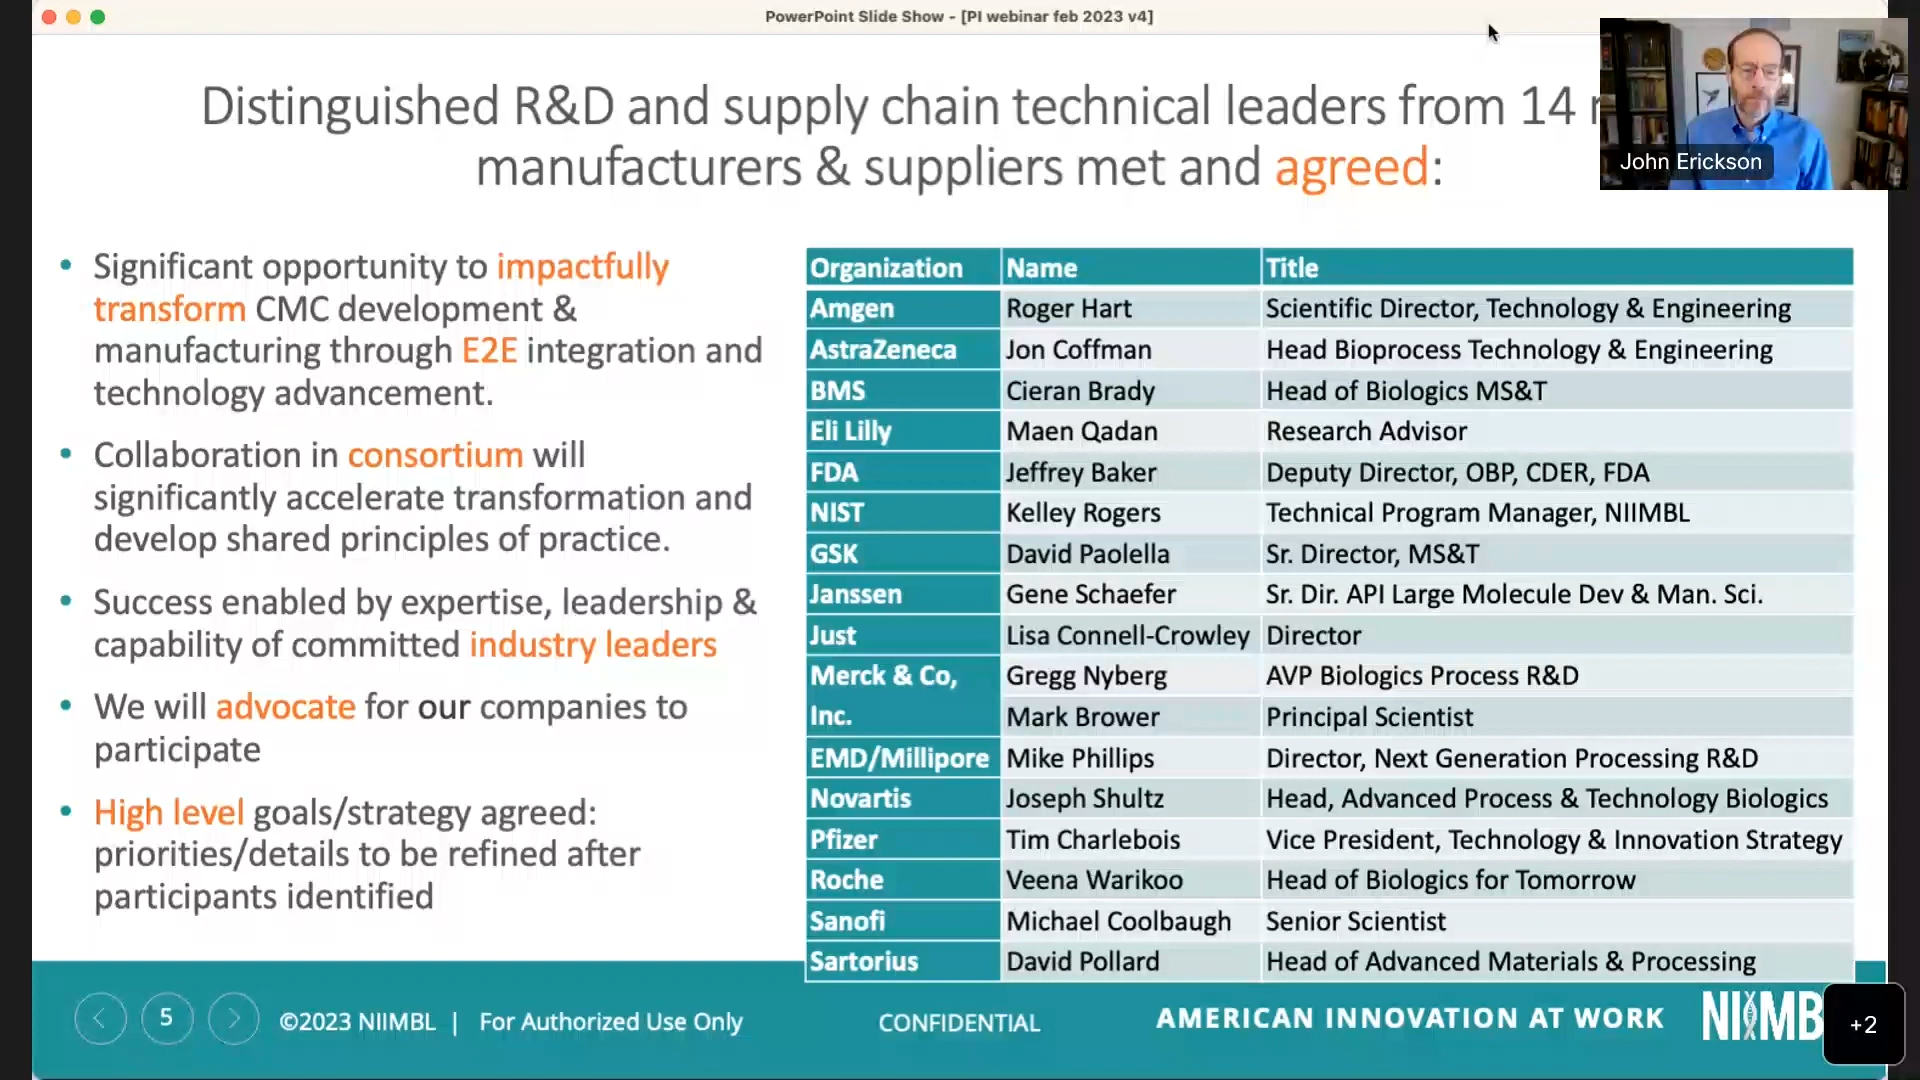 PowerPoint Slide Show - [PI webinar feb 2023 v4]
Distinguished R&D and supply chain technical leaders from 14
manufacturers & suppliers met and agreed:
John Erickson
• Significant opportunity to impactfully
transform CMC development &
manufacturing through E2E integration and
technology advancement.
• Collaboration in consortium will
significantly accelerate transformation and
develop shared principles of practice.
• Success enabled by expertise, leadership &
capability of committed industry leaders
• We will advocate for our companies to
participate
• High level goals/strategy agreed:
priorities/details to be refined after
participants identified
Organization Name Title
Amgen Roger Hart Scientific Director, Technology & Engineering
AstraZeneca Jon Coffman Head Bioprocess Technology & Engineering
BMS Cieran Brady Head of Biologics MS&T
Eli Lilly Maen Qadan Research Advisor
FDA Jeffrey Baker Deputy Director, OBP, CDER, FDA
NIST Kelley Rogers Technical Program Manager, NIIMBL
GSK David Paolella Sr. Director, MS&T
Janssen Gene Schaefer Sr. Dir. API Large Molecule Dev & Man. Sci.
Just Lisa Connell-Crowley Director
Merck & Co, Gregg Nyberg AVP Biologics Process R&D
Inc. Mark Brower Principal Scientist
EMD/Millipore Mike Phillips Director, Next Generation Processing R&D
Novartis Joseph Shultz Head, Advanced Process & Technology Biologics
Pfizer Tim Charlebois Vice President, Technology & Innovation Strategy
Roche Veena Warikoo Head of Biologics for Tomorrow
Sanofi Michael Coolbaugh Senior Scientist
Sartorius David Pollard Head of Advanced Materials & Processing
5 ©2023 NIIMBL | For Authorized Use Only CONFIDENTIAL AMERICAN INNOVATION AT WORK NIIMB
+2